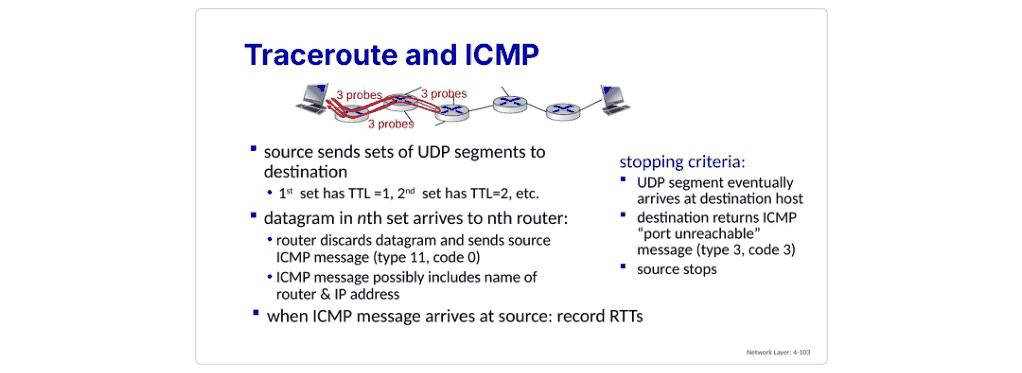 Traceroute and ICMP
3 probes
3 probes
3 probes
source sends sets of UDP segments to
destination
1st set has TTL =1, 2nd set has TTL=2, etc.
datagram in nth set arrives to nth router:
router discards datagram and sends source
ICMP message (type 11, code 0)
ICMP message possibly includes name of
router & IP address
when ICMP message arrives at source: record RTTs
stopping criteria:
UDP segment eventually
arrives at destination host
destination returns ICMP
“port unreachable”
message (type 3, code 3)
source stops
Network Layer: 4-103